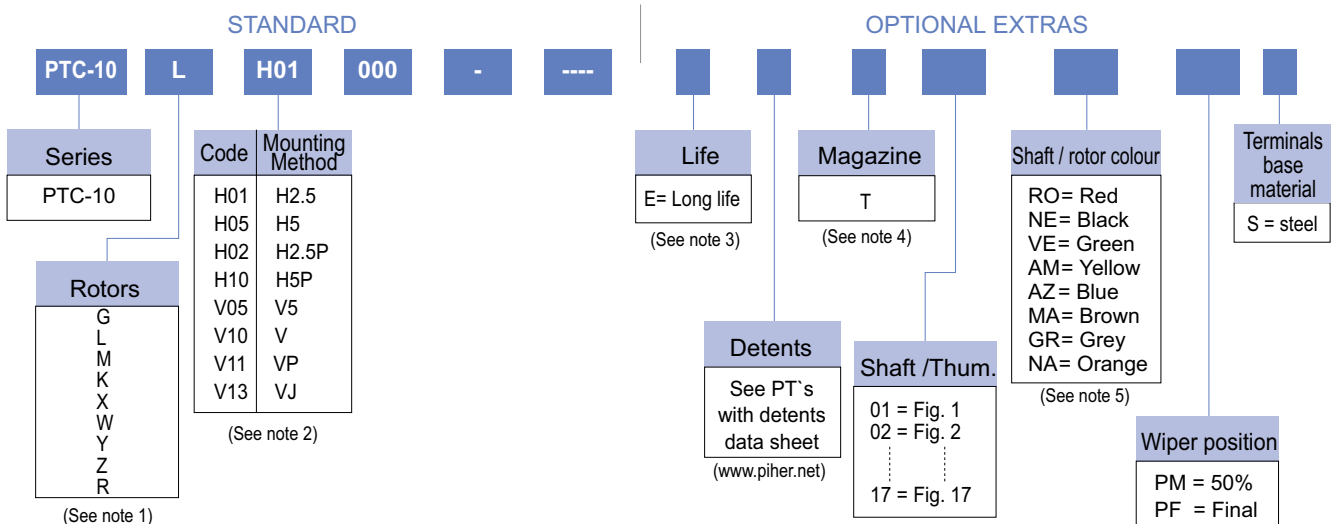 STANDARD
OPTIONAL EXTRAS
PTC-10 L H01 000 - ----
Series
PTC-10
Rotors
G
L
M
K
X
W
Y
Z
R
(See note 1)
Code Mounting Method
H01 H2.5
H05 H5
H02 H2.5P
H10 H5P
V05 V5
V10 V
V11 VP
V13 VJ
(See note 2)
Life
E= Long life
(See note 3)
Detents
See PT`s
with detents
data sheet
(www.piher.net)
Magazine
T
(See note 4)
Shaft /Thum.
01 = Fig. 1
02 = Fig. 2
17 = Fig. 17
Shaft / rotor colour
RO= Red
NE= Black
VE= Green
AM= Yellow
AZ= Blue
MA= Brown
GR= Grey
NA= Orange
(See note 5)
Wiper position
PM = 50%
PF = Final
Terminals
base
material
S = steel